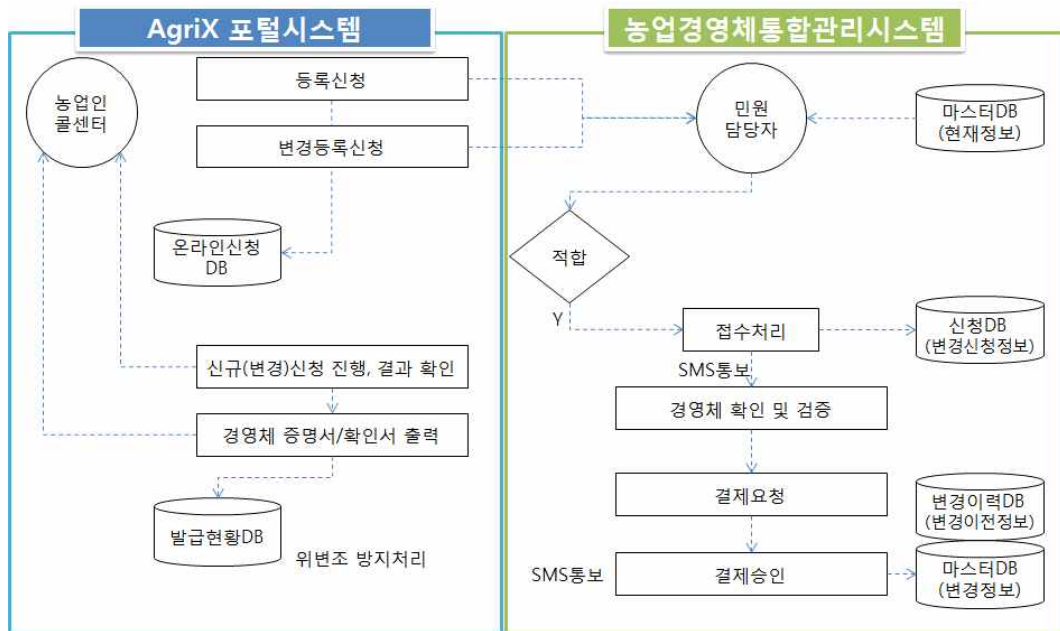 AgriX 포털시스템
농업인
콜센터
등록신청
변경등록신청
온라인신청
DB
신규(변경)신청 진행, 결과 확인
경영체 증명서/확인서 출력
발급현황DB
위변조 방지처리
농업경영체통합관리시스템
민원
담당자
마스터DB
(현재정보)
적합
Y
접수처리
신청DB
(변경신청정보)
SMS통보
경영체 확인 및 검증
결제요청
변경이력DB
(변경이전정보)
SMS통보
결제승인
마스터DB
(변경정보)